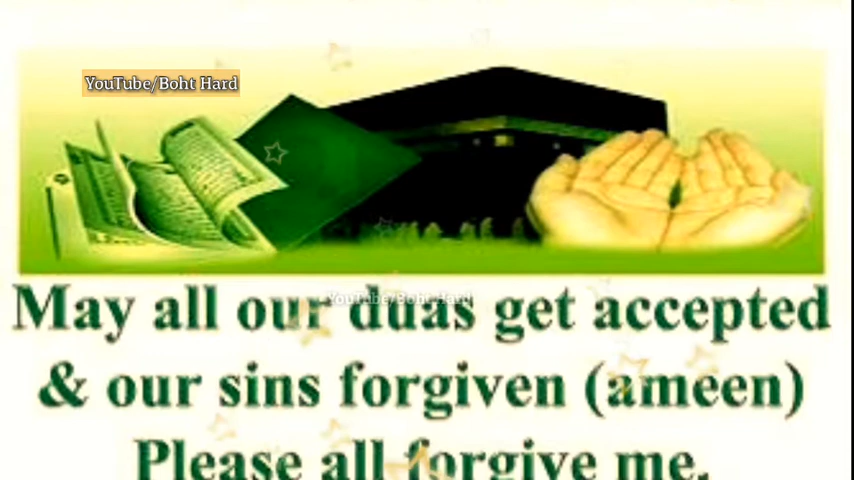 YouTube/Boht Hard
YouTube/Boht Hard
May all our duas get accepted
& our sins forgiven (ameen)
Please all forgive me.